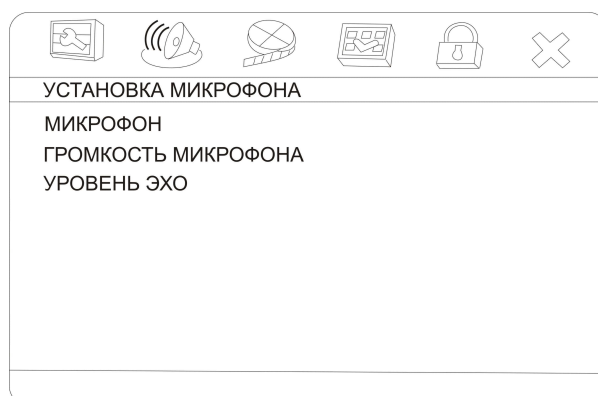 УСТАНОВКА МИКРОФОНА
МИКРОФОН
ГРОМКОСТЬ МИКРОФОНА
УРОВЕНЬ ЭХО